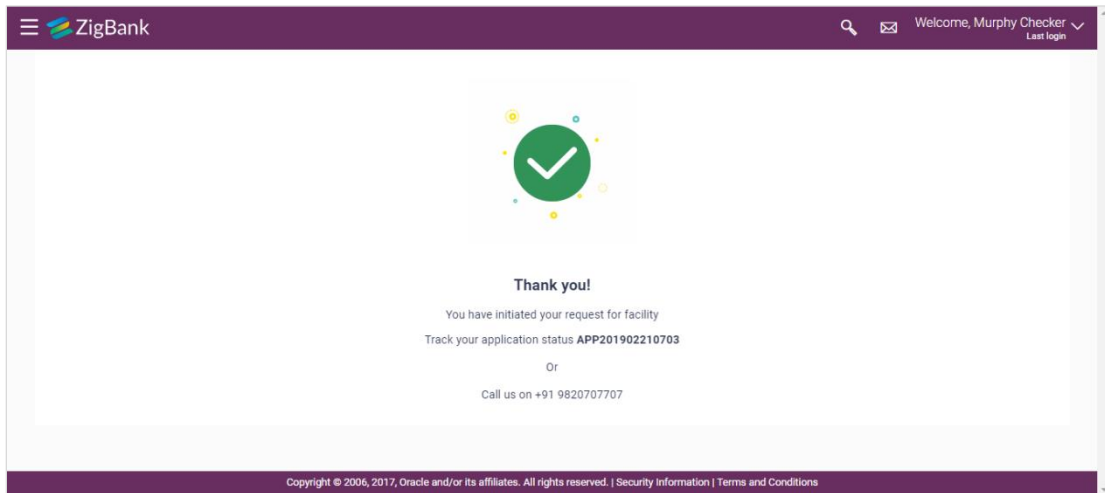 ZigBank
Welcome, Murphy Checker
Last login
Thank you!
You have initiated your request for facility
Track your application status APP201902210703
Or
Call us on +91 9820707707
Copyright © 2006, 2017, Oracle and/or its affiliates. All rights reserved. | Security Information | Terms and Conditions